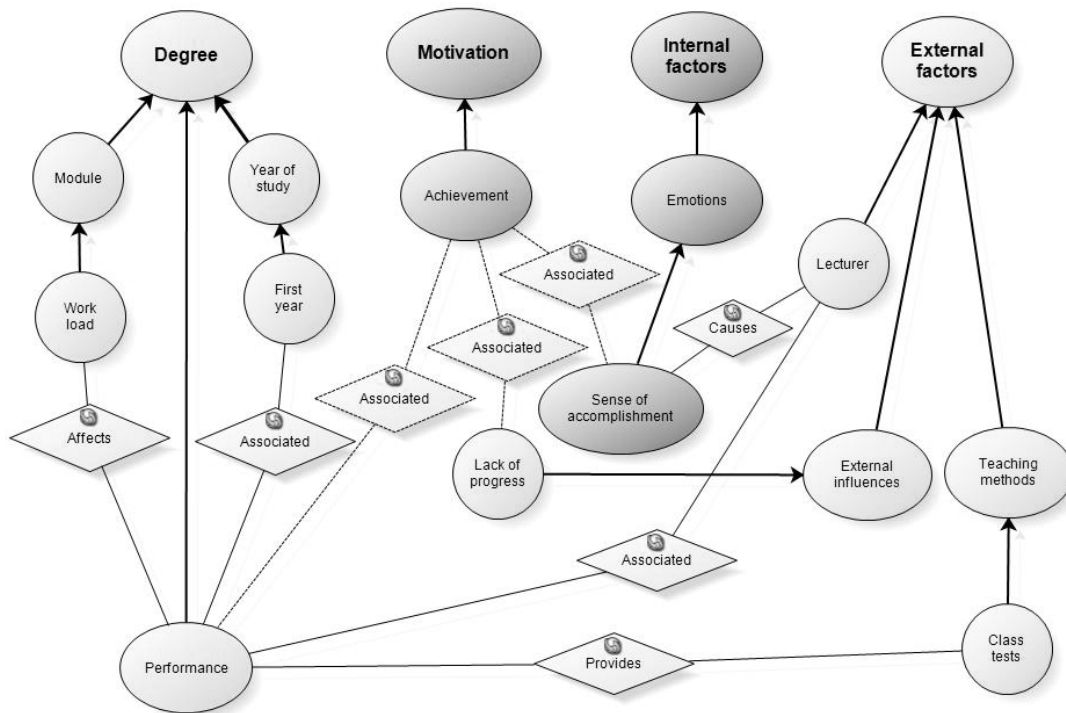 Degree
Motivation
Internal
factors
External
factors
Module
Year of
study
Achievement
Emotions
Lecturer
Work
load
First
year
Associated
Causes
Associated
Associated
Sense of
accomplishment
Affects
Associated
Lack of
progress
External
influences
Teaching
methods
Associated
Performance
Provides
Class
tests